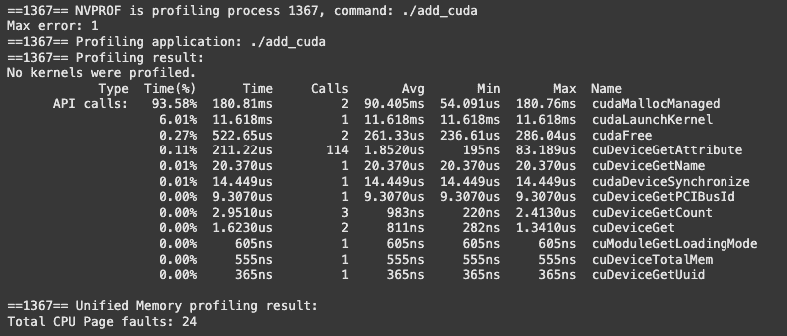 ==1367== NVPROF is profiling process 1367, command: ./add_cuda
Max error: 1
==1367== Profiling application: ./add_cuda
==1367== Profiling result:
No kernels were profiled.
Type Time(%) Time Calls Avg Min Max Name
API calls: 93.58% 180.81ms 2 90.405ms 54.091us 180.76ms cudaMallocManaged
6.01% 11.618ms 1 11.618ms 11.618ms 11.618ms cudaLaunchKernel
0.27% 522.65us 2 261.33us 236.61us 286.04us cudaFree
0.11% 211.22us 114 1.8520us 195ns 83.189us cuDeviceGetAttribute
0.01% 20.370us 1 20.370us 20.370us 20.370us cuDeviceGetName
0.01% 14.449us 1 14.449us 14.449us 14.449us cudaDeviceSynchronize
0.00% 9.3070us 1 9.3070us 9.3070us 9.3070us cuDeviceGetPCIBusId
0.00% 2.9510us 3 983ns 220ns 2.4130us cuDeviceGetCount
0.00% 1.6230us 2 811ns 282ns 1.3410us cuDeviceGet
0.00% 605ns 1 605ns 605ns 605ns cuModuleGetLoadingMode
0.00% 555ns 1 555ns 555ns 555ns cuDeviceTotalMem
0.00% 365ns 1 365ns 365ns 365ns cuDeviceGetUuid
==1367== Unified Memory profiling result:
Total CPU Page faults: 24